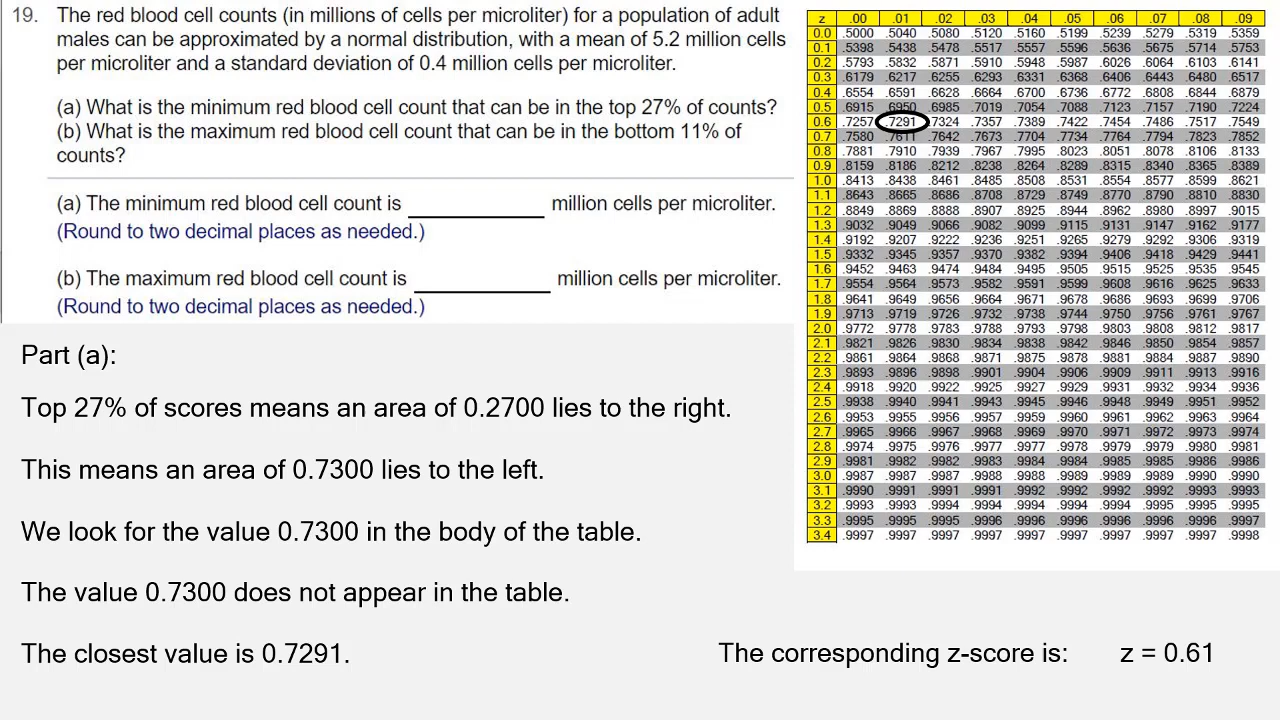 19. The red blood cell counts (in millions of cells per microliter) for a population of adult
males can be approximated by a normal distribution, with a mean of 5.2 million cells
per microliter and a standard deviation of 0.4 million cells per microliter.
(a) What is the minimum red blood cell count that can be in the top 27% of counts?
(b) What is the maximum red blood cell count that can be in the bottom 11% of
counts?
(a) The minimum red blood cell count is ____________ million cells per microliter.
(Round to two decimal places as needed.)
(b) The maximum red blood cell count is ____________ million cells per microliter.
(Round to two decimal places as needed.)
z .00 .01 .02 .03 .04 .05 .06 .07 .08 .09
0.0 .5000 .5040 .5080 .5120 .5160 .5199 .5239 .5279 .5319 .5359
0.1 .5398 .5438 .5478 .5517 .5557 .5596 .5636 .5675 .5714 .5753
0.2 .5793 .5832 .5871 .5910 .5948 .5987 .6026 .6064 .6103 .6141
0.3 .6179 .6217 .6255 .6293 .6331 .6368 .6406 .6443 .6480 .6517
0.4 .6554 .6591 .6628 .6664 .6700 .6736 .6772 .6808 .6844 .6879
0.5 .6915 .6950 .6985 .7019 .7054 .7088 .7123 .7157 .7190 .7224
0.6 .7257 .7291 .7324 .7357 .7389 .7422 .7454 .7486 .7517 .7549
0.7 .7580 .7611 .7642 .7673 .7704 .7734 .7764 .7794 .7823 .7852
0.8 .7881 .7910 .7939 .7967 .7995 .8023 .8051 .8078 .8106 .8133
0.9 .8159 .8186 .8212 .8238 .8264 .8289 .8315 .8340 .8365 .8389
1.0 .8413 .8438 .8461 .8485 .8508 .8531 .8554 .8577 .8599 .8621
1.1 .8643 .8665 .8686 .8708 .8729 .8749 .8770 .8790 .8810 .8830
1.2 .8849 .8869 .8888 .8907 .8925 .8944 .8962 .8980 .8997 .9015
1.3 .9032 .9049 .9066 .9082 .9099 .9115 .9131 .9147 .9162 .9177
1.4 .9192 .9207 .9222 .9236 .9251 .9265 .9279 .9292 .9306 .9319
1.5 .9332 .9345 .9357 .9370 .9382 .9394 .9406 .9418 .9429 .9441
1.6 .9452 .9463 .9474 .9484 .9495 .9505 .9515 .9525 .9535 .9545
1.7 .9554 .9564 .9573 .9582 .9591 .9599 .9608 .9616 .9625 .9633
1.8 .9641 .9649 .9656 .9664 .9671 .9678 .9686 .9693 .9699 .9706
1.9 .9713 .9719 .9726 .9732 .9738 .9744 .9750 .9756 .9761 .9767
2.0 .9772 .9778 .9783 .9788 .9793 .9798 .9803 .9808 .9812 .9817
2.1 .9821 .9826 .9830 .9834 .9838 .9842 .9846 .9850 .9854 .9857
2.2 .9861 .9864 .9868 .9871 .9875 .9878 .9881 .9884 .9887 .9890
2.3 .9893 .9896 .9898 .9901 .9904 .9906 .9909 .9911 .9913 .9916
2.4 .9918 .9920 .9922 .9925 .9927 .9929 .9931 .9932 .9934 .9936
2.5 .9938 .9940 .9941 .9943 .9945 .9946 .9948 .9949 .9951 .9952
2.6 .9953 .9955 .9956 .9957 .9959 .9960 .9961 .9962 .9963 .9964
2.7 .9965 .9966 .9967 .9968 .9969 .9970 .9971 .9972 .9973 .9974
2.8 .9974 .9975 .9976 .9977 .9977 .9978 .9979 .9979 .9980 .9981
2.9 .9981 .9982 .9982 .9983 .9984 .9984 .9985 .9985 .9986 .9986
3.0 .9987 .9987 .9987 .9988 .9988 .9989 .9989 .9989 .9990 .9990
3.1 .9990 .9991 .9991 .9991 .9992 .9992 .9992 .9992 .9993 .9993
3.2 .9993 .9993 .9994 .9994 .9994 .9994 .9994 .9995 .9995 .9995
3.3 .9995 .9995 .9995 .9996 .9996 .9996 .9996 .9996 .9996 .9997
3.4 .9997 .9997 .9997 .9997 .9997 .9997 .9997 .9997 .9997 .9998
Part (a):
Top 27% of scores means an area of 0.2700 lies to the right.
This means an area of 0.7300 lies to the left.
We look for the value 0.7300 in the body of the table.
The value 0.7300 does not appear in the table.
The closest value is 0.7291.
The corresponding z-score is: z = 0.61